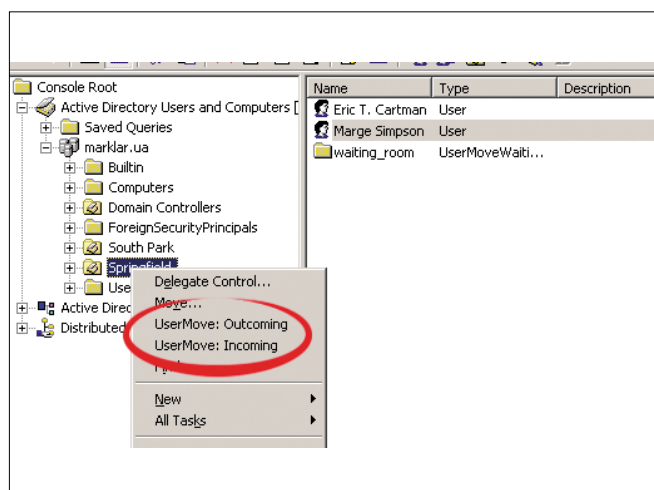 Console Root
Active Directory Users and Computers [
Saved Queries
marklar.ua
Builtin
Computers
Domain Controllers
ForeignSecurityPrincipals
South Park
Springfield
Use
Active Direc
Distributed
Name Type Description
Eric T. Cartman User
Marge Simpson User
waiting_room UserMoveWaiti...
Delegate Control...
Move...
UserMove: Outcoming
UserMove: Incoming
New
All Tasks